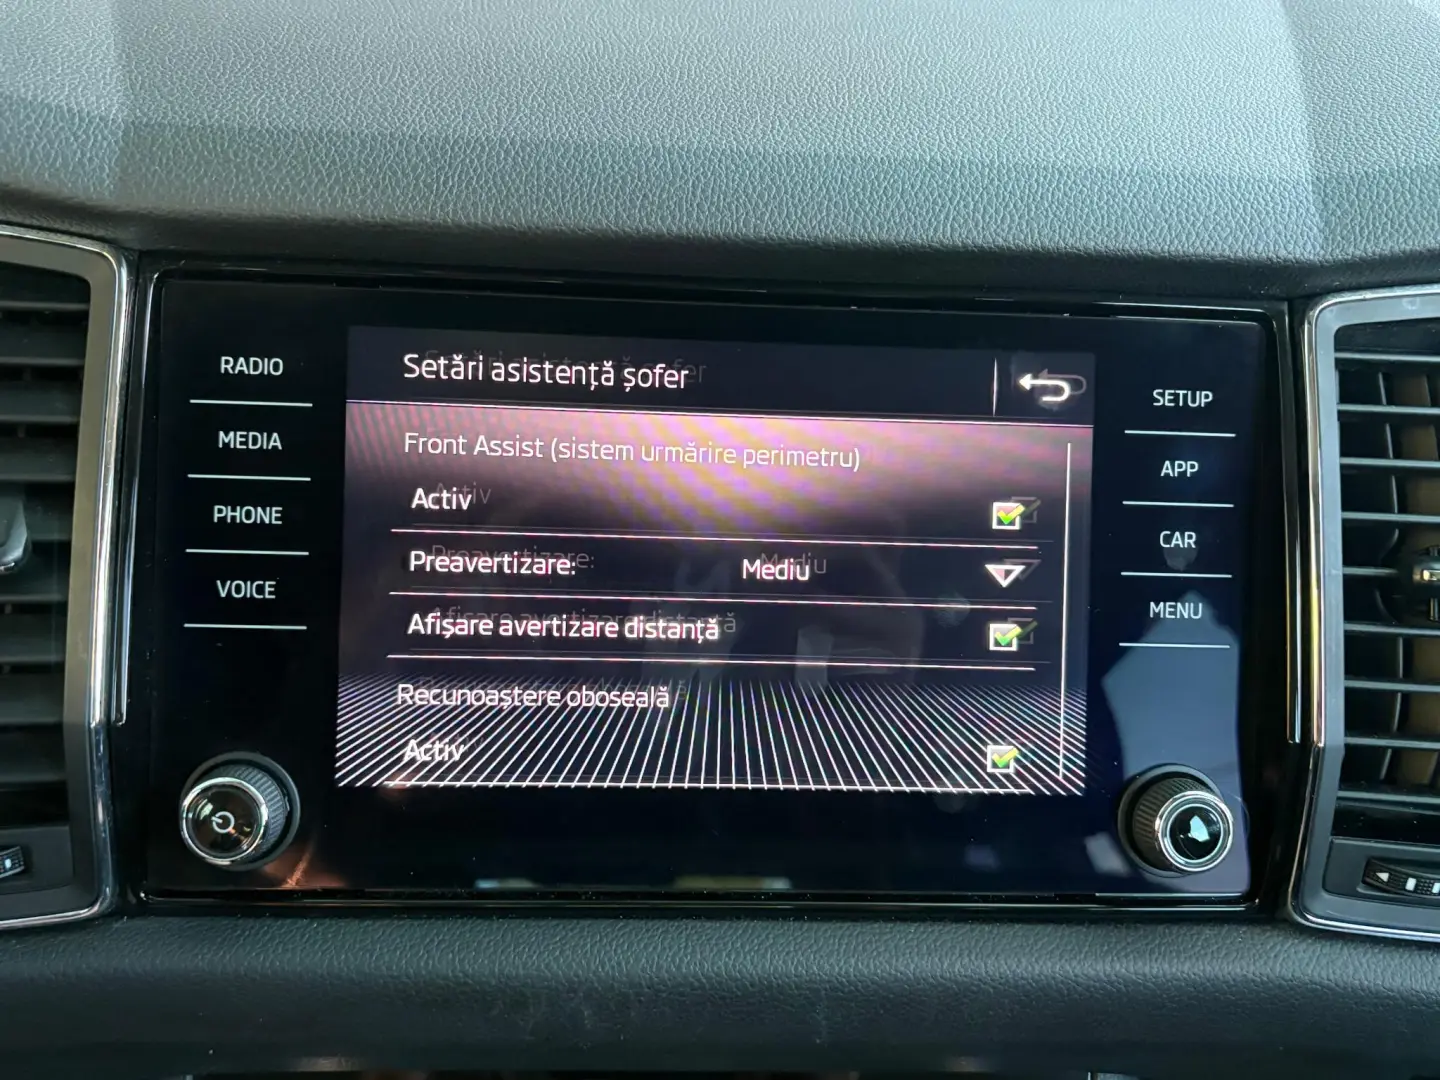 RADIO
MEDIA
PHONE
VOICE
Setări asistență șofer
Front Assist (sistem urmărire perimetru)
Activ
Preavertizare: Mediu
Afișare avertizare distanță
Recunoaștere oboseală
Activ
SETUP
APP
CAR
MENU